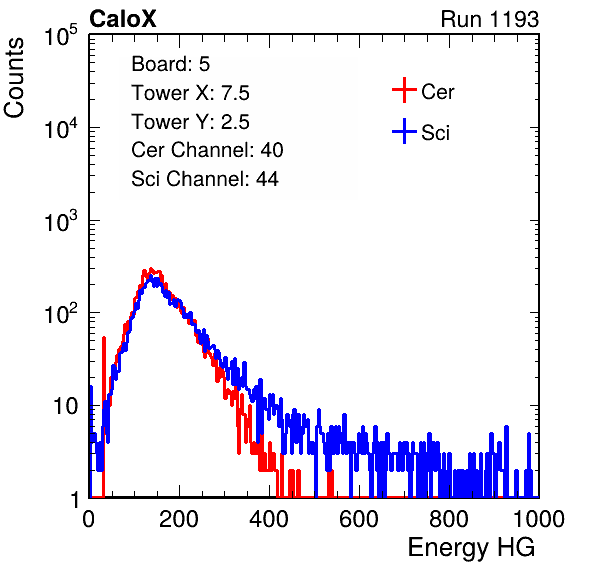 CaloX Run 1193
Counts
10^5
10^4
10^3
10^2
10
1
Board: 5
Tower X: 7.5
Tower Y: 2.5
Cer Channel: 40
Sci Channel: 44
Cer
Sci
0 200 400 600 800 1000
Energy HG